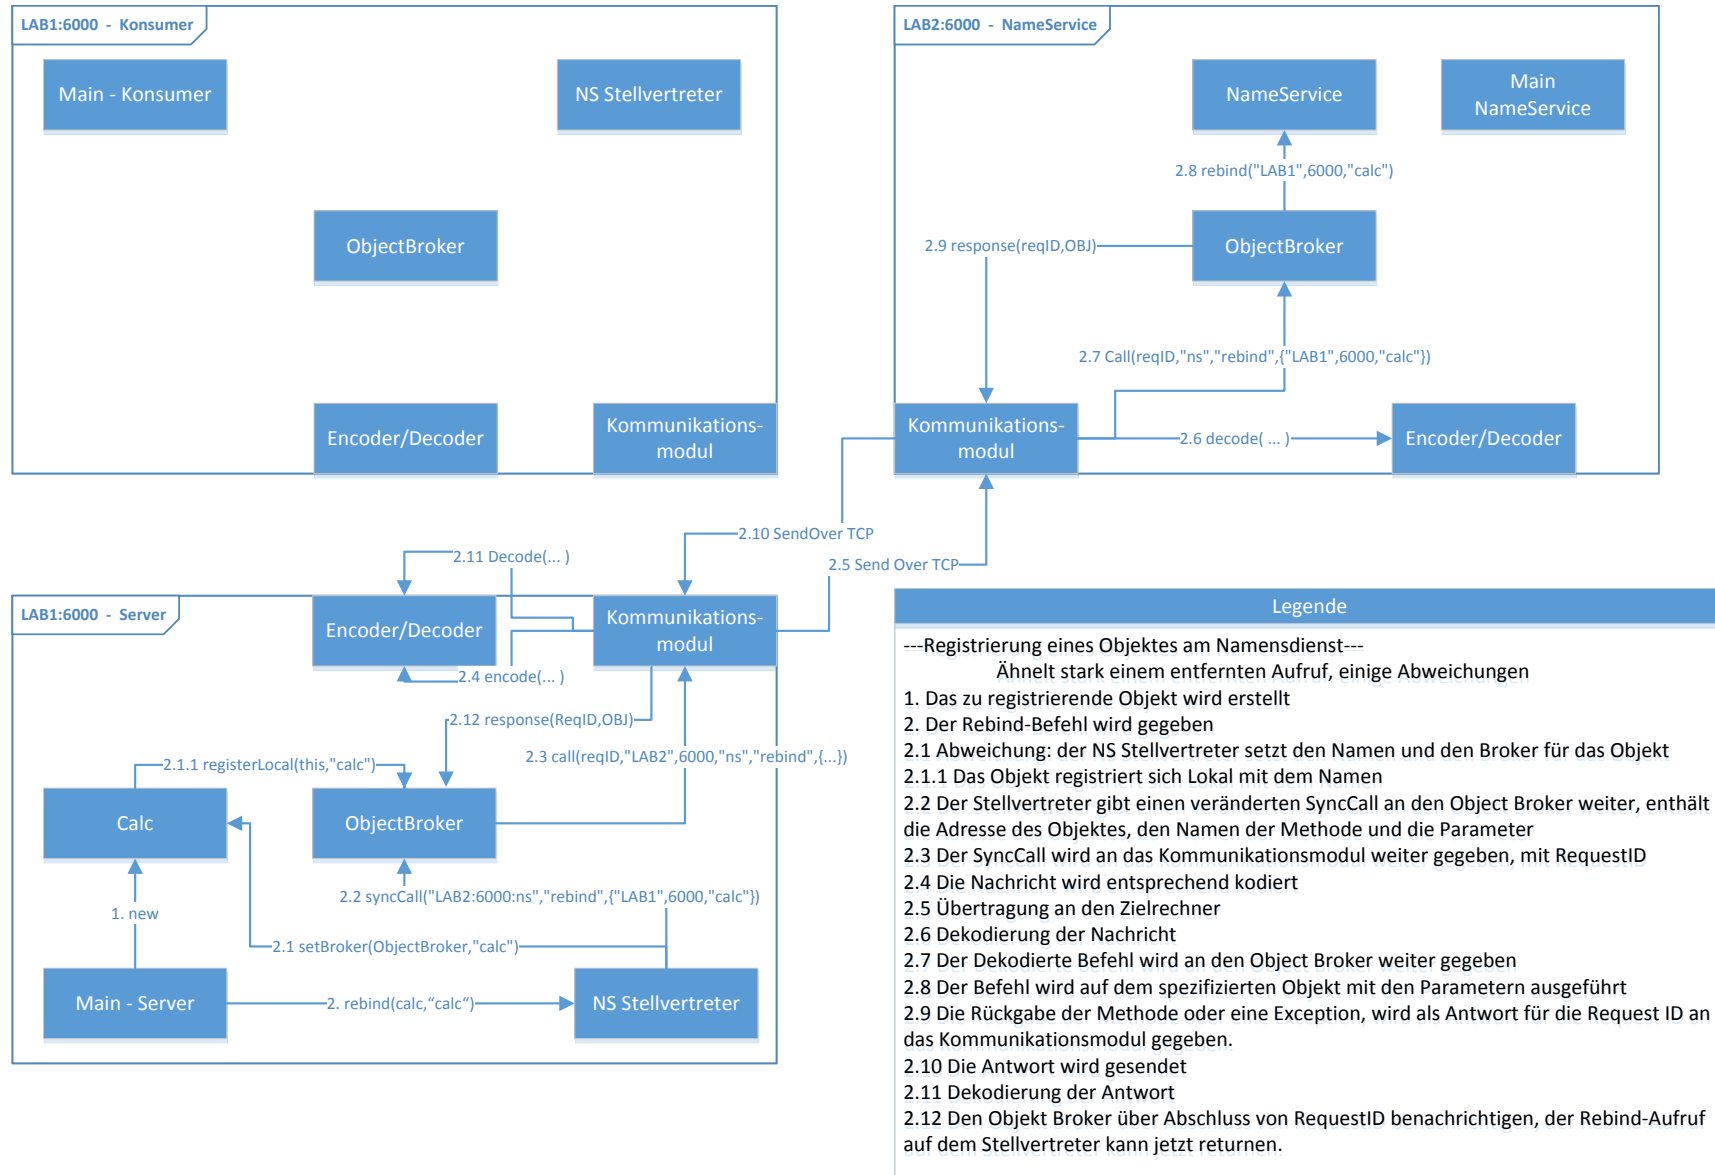 LAB1:6000 - Konsumer
Main - Konsumer
NS Stellvertreter
ObjectBroker
Encoder/Decoder
Kommunikations-
modul
LAB2:6000 - NameService
NameService
Main
NameService
2.8 rebind("LAB1",6000,"calc")
2.9 response(reqID,OBJ)
ObjectBroker
2.7 Call(reqID,"ns","rebind",{"LAB1",6000,"calc"})
Kommunikations-
modul
2.6 decode( ... )
Encoder/Decoder
2.10 SendOver TCP
2.5 Send Over TCP
2.11 Decode(... )
LAB1:6000 - Server
Encoder/Decoder
Kommunikations-
modul
2.4 encode(... )
2.12 response(ReqID,OBJ)
2.3 call(reqID,"LAB2",6000,"ns","rebind",{...})
2.1.1 registerLocal(this,"calc")
Calc
ObjectBroker
2.2 syncCall("LAB2:6000:ns","rebind",{"LAB1",6000,"calc"})
1. new
2.1 setBroker(ObjectBroker,"calc")
Main - Server
2. rebind(calc,“calc“)
NS Stellvertreter
Legende
---Registrierung eines Objektes am Namensdienst---
Ähnelt stark einem entfernten Aufruf, einige Abweichungen
1. Das zu registrierende Objekt wird erstellt
2. Der Rebind-Befehl wird gegeben
2.1 Abweichung: der NS Stellvertreter setzt den Namen und den Broker für das Objekt
2.1.1 Das Objekt registriert sich Lokal mit dem Namen
2.2 Der Stellvertreter gibt einen veränderten SyncCall an den Object Broker weiter, enthält
die Adresse des Objektes, den Namen der Methode und die Parameter
2.3 Der SyncCall wird an das Kommunikationsmodul weiter gegeben, mit RequestID
2.4 Die Nachricht wird entsprechend kodiert
2.5 Übertragung an den Zielrechner
2.6 Dekodierung der Nachricht
2.7 Der Dekodierte Befehl wird an den Object Broker weiter gegeben
2.8 Der Befehl wird auf dem spezifizierten Objekt mit den Parametern ausgeführt
2.9 Die Rückgabe der Methode oder eine Exception, wird als Antwort für die Request ID an
das Kommunikationsmodul gegeben.
2.10 Die Antwort wird gesendet
2.11 Dekodierung der Antwort
2.12 Den Objekt Broker über Abschluss von RequestID benachrichtigen, der Rebind-Aufruf
auf dem Stellvertreter kann jetzt returnen.